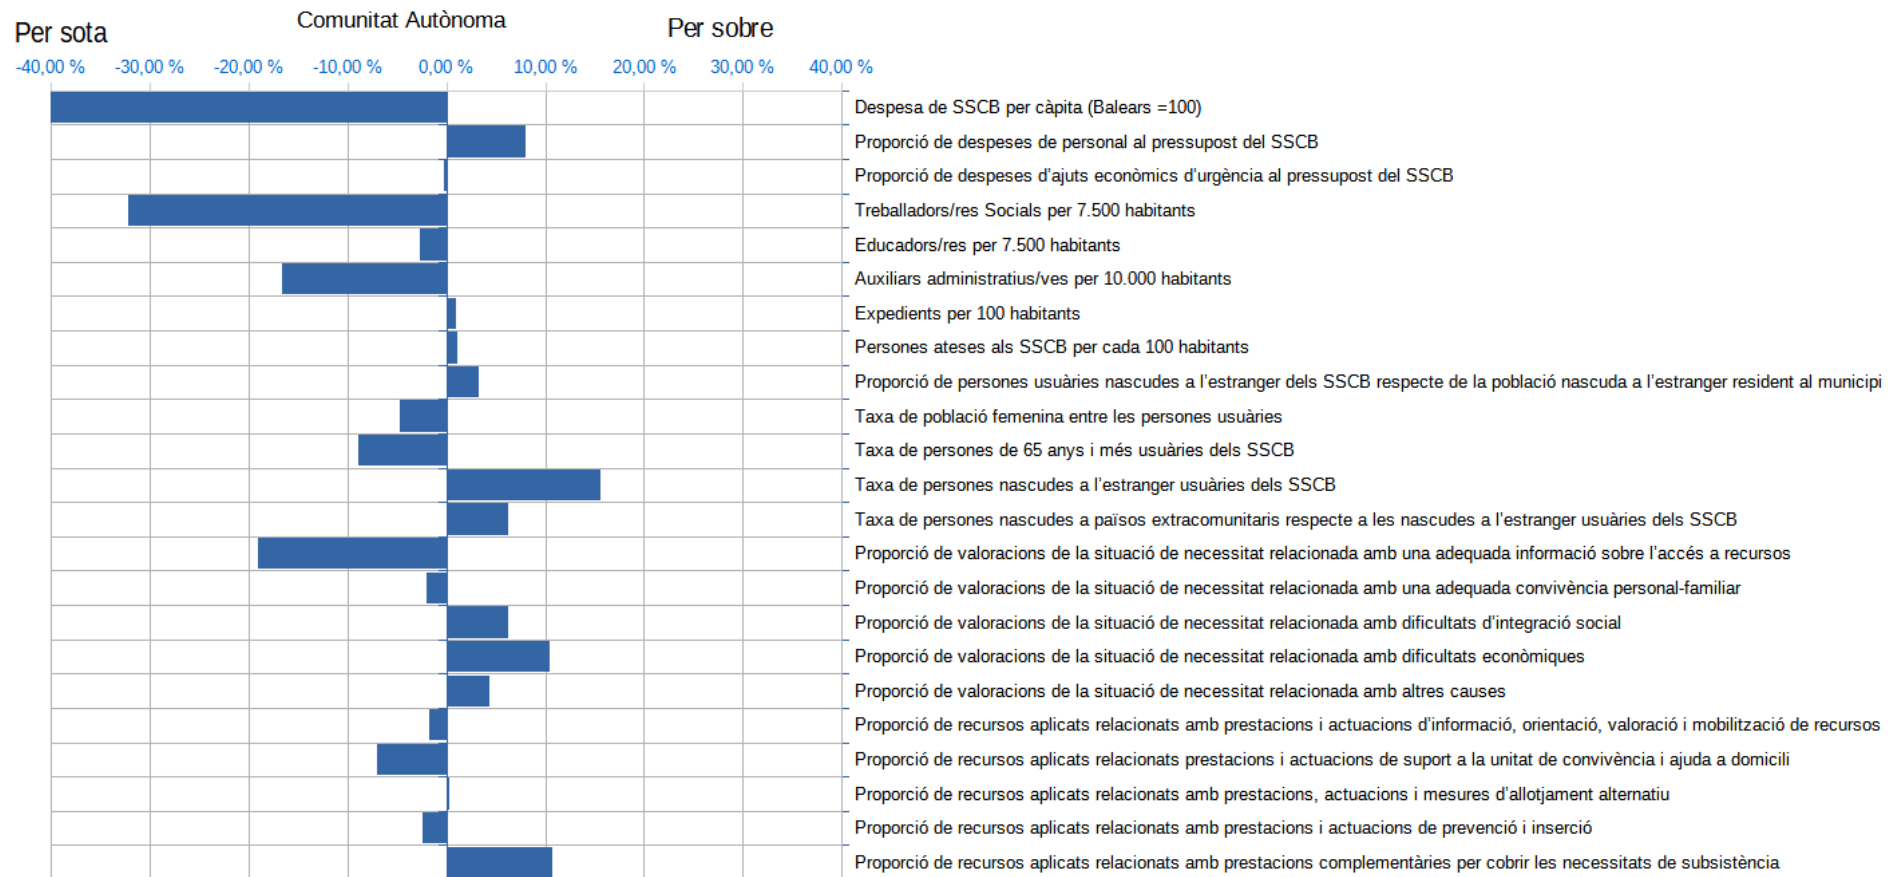 Comunitat Autònoma
Per sota
Per sobre
-40,00 % -30,00 % -20,00 % -10,00 % 0,00 % 10,00 % 20,00 % 30,00 % 40,00 %
Despesa de SSCB per càpita (Balears =100)
Proporció de despeses de personal al pressupost del SSCB
Proporció de despeses d’ajuts econòmics d’urgència al pressupost del SSCB
Treballadors/res Socials per 7.500 habitants
Educadors/res per 7.500 habitants
Auxiliars administratius/ves per 10.000 habitants
Expedients per 100 habitants
Persones ateses als SSCB per cada 100 habitants
Proporció de persones usuàries nascudes a l’estranger dels SSCB respecte de la població nascuda a l’estranger resident al municipi
Taxa de població femenina entre les persones usuàries
Taxa de persones de 65 anys i més usuàries dels SSCB
Taxa de persones nascudes a l’estranger usuàries dels SSCB
Taxa de persones nascudes a països extracomunitaris respecte a les nascudes a l’estranger usuàries dels SSCB
Proporció de valoracions de la situació de necessitat relacionada amb una adequada informació sobre l’accés a recursos
Proporció de valoracions de la situació de necessitat relacionada amb una adequada convivència personal-familiar
Proporció de valoracions de la situació de necessitat relacionada amb dificultats d’integració social
Proporció de valoracions de la situació de necessitat relacionada amb dificultats econòmiques
Proporció de valoracions de la situació de necessitat relacionada amb altres causes
Proporció de recursos aplicats relacionats amb prestacions i actuacions d’informació, orientació, valoració i mobilització de recursos
Proporció de recursos aplicats relacionats prestacions i actuacions de suport a la unitat de convivència i ajuda a domicili
Proporció de recursos aplicats relacionats amb prestacions, actuacions i mesures d’allotjament alternatiu
Proporció de recursos aplicats relacionats amb prestacions i actuacions de prevenció i inserció
Proporció de recursos aplicats relacionats amb prestacions complementàries per cobrir les necessitats de subsistència